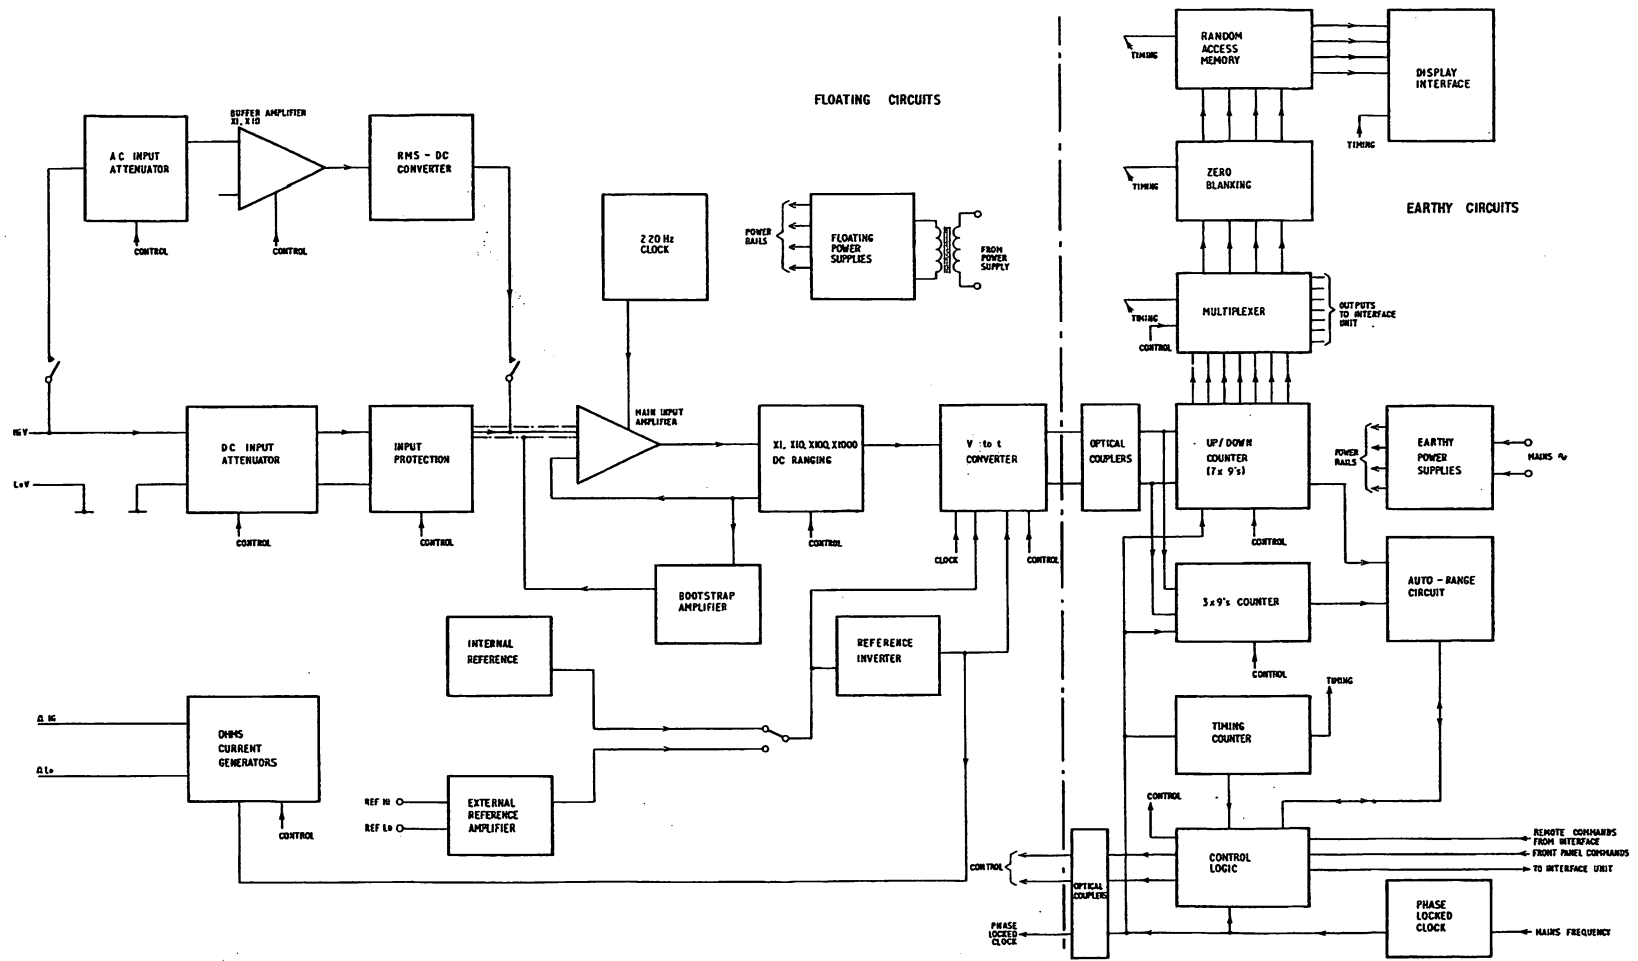 FLOATING CIRCUITS
EARTHY CIRCUITS
BUFFER AMPLIFIER
X1, X10
AC INPUT
ATTENUATOR
CONTROL
CONTROL
RMS - DC
CONVERTER
220 Hz
CLOCK
POWER
RAILS
FLOATING
POWER
SUPPLIES
FROM
POWER
SUPPLY
TIMING
RANDOM
ACCESS
MEMORY
DISPLAY
INTERFACE
TIMING
TIMING
ZERO
BLANKING
TIMING
CONTROL
MULTIPLEXER
OUTPUTS
TO INTERFACE
UNIT
LoV
DC INPUT
ATTENUATOR
CONTROL
INPUT
PROTECTION
CONTROL
MAIN INPUT
AMPLIFIER
X1, X10, X100, X1000
DC RANGING
CONTROL
V to t
CONVERTER
CLOCK
CONTROL
OPTICAL
COUPLERS
UP/DOWN
COUNTER
(7x 9's)
CONTROL
POWER
RAILS
EARTHY
POWER
SUPPLIES
MAINS ~
BOOTSTRAP
AMPLIFIER
3x9's COUNTER
CONTROL
AUTO - RANGE
CIRCUIT
INTERNAL
REFERENCE
REFERENCE
INVERTER
OHMS
CURRENT
GENERATORS
CONTROL
Ω Lo
REF Hi
REF Lo
EXTERNAL
REFERENCE
AMPLIFIER
TIMING
TIMING
COUNTER
CONTROL
CONTROL
OPTICAL
COUPLERS
CONTROL
LOGIC
REMOTE COMMANDS
FROM INTERFACE
FRONT PANEL COMMANDS
TO INTERFACE UNIT
PHASE
LOCKED
CLOCK
PHASE
LOCKED
CLOCK
MAINS FREQUENCY